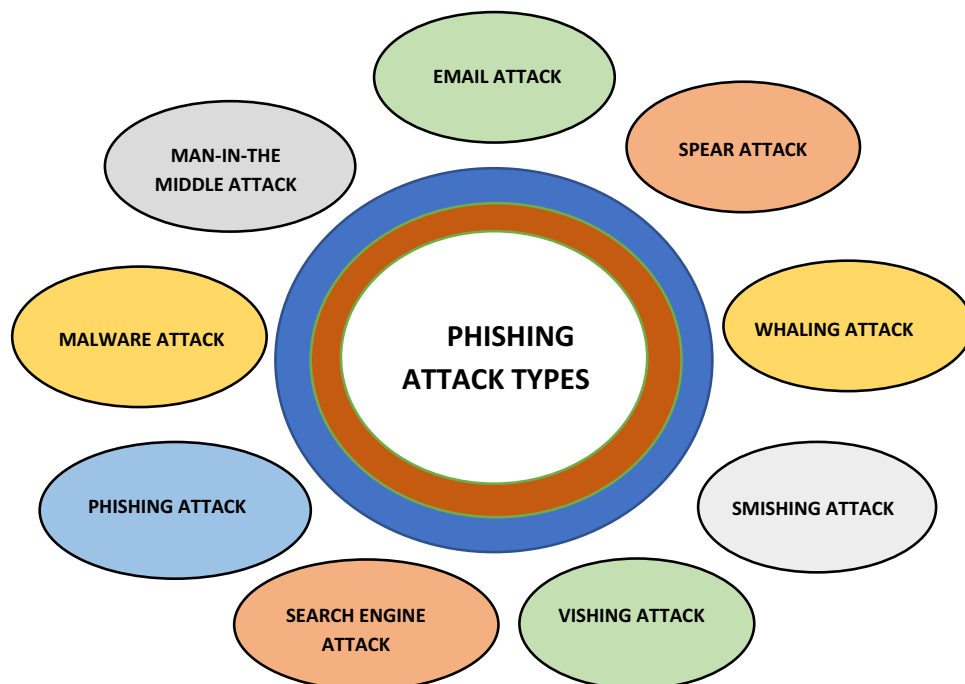 EMAIL ATTACK
SPEAR ATTACK
MAN-IN-THE
MIDDLE ATTACK
WHALING ATTACK
MALWARE ATTACK
PHISHING
ATTACK TYPES
PHISHING ATTACK
SMISHING ATTACK
SEARCH ENGINE
ATTACK
VISHING ATTACK